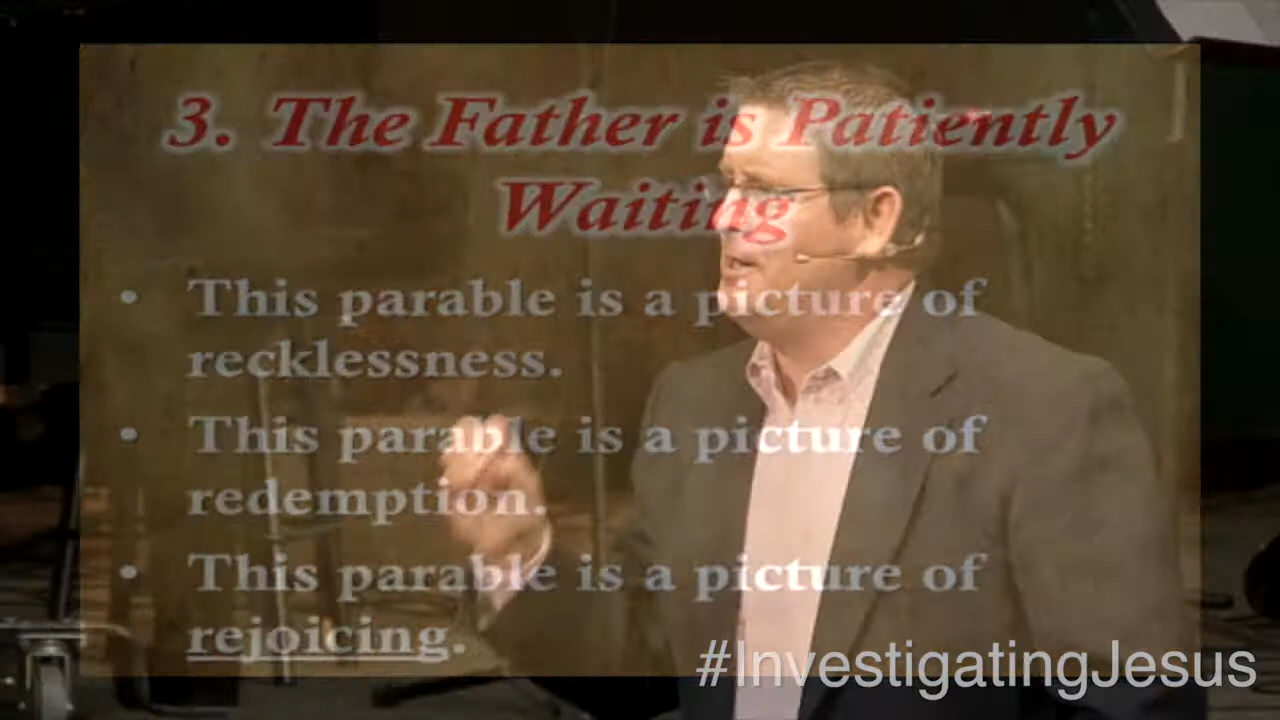 3. The Father is Patiently
Waiting
• This parable is a picture of
recklessness.
• This parable is a picture of
redemption.
• This parable is a picture of
rejoicing.
#InvestigatingJesus